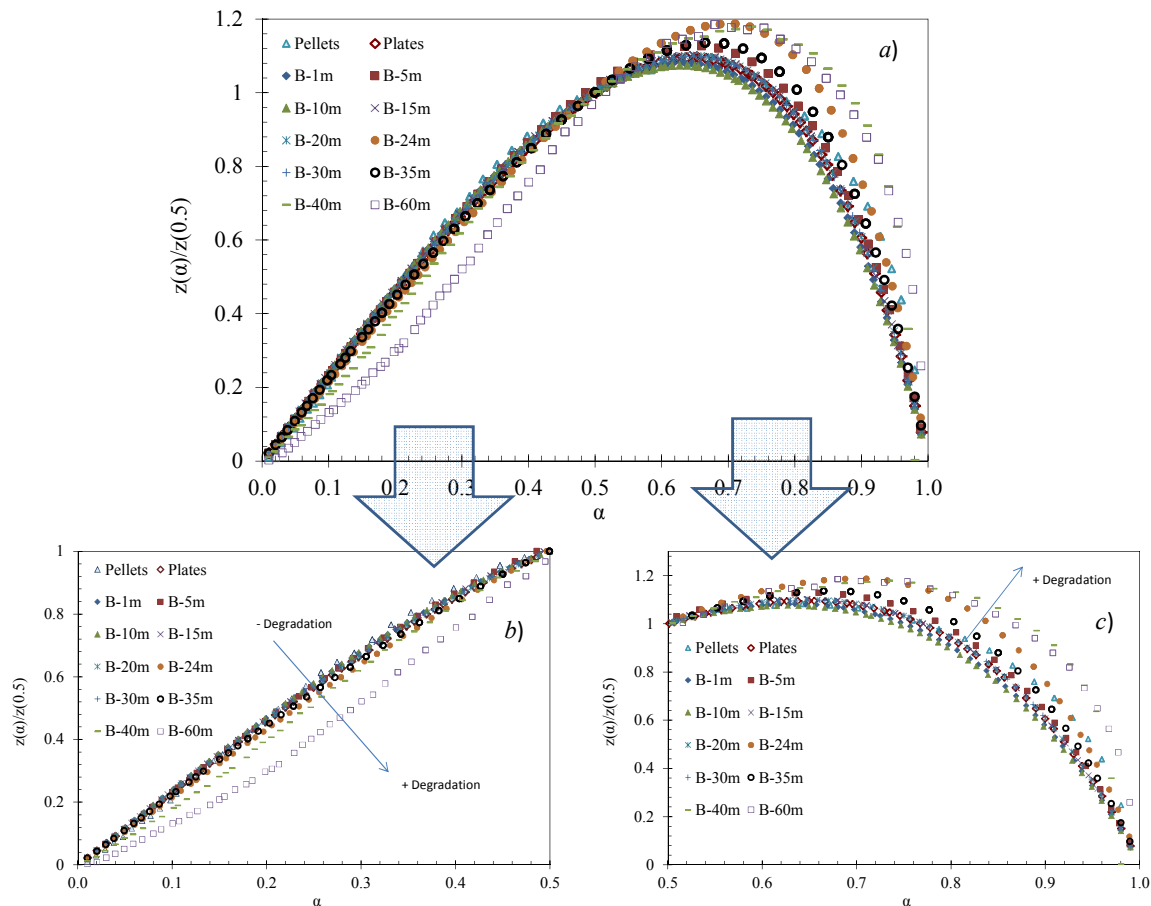 1.2
1
0.8
0.6
0.4
0.2
0
z(α)/z(0.5)
a)
Pellets Plates
B-1m B-5m
B-10m B-15m
B-20m B-24m
B-30m B-35m
B-40m B-60m
0.0 0.1 0.2 0.3 0.4 0.5 0.6 0.7 0.8 0.9 1.0
α
1
0.8
0.6
0.4
0.2
0
z(α)/z(0.5)
Pellets Plates
B-1m B-5m
B-10m B-15m
B-20m B-24m
B-30m B-35m
B-40m B-60m
- Degradation
b)
+ Degradation
0.0 0.1 0.2 0.3 0.4 0.5
α
1.2
1
0.8
0.6
0.4
0.2
0
z(α)/z(0.5)
+ Degradation
c)
Pellets Plates
B-1m B-5m
B-10m B-15m
B-20m B-24m
B-30m B-35m
B-40m B-60m
0.5 0.6 0.7 0.8 0.9 1.0
α